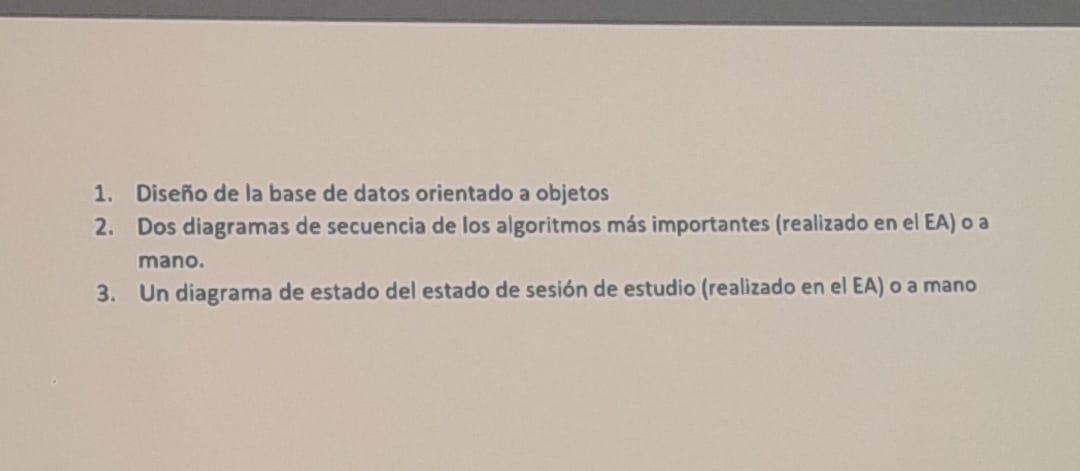 1. Diseño de la base de datos orientado a objetos
2. Dos diagramas de secuencia de los algoritmos más importantes (realizado en el EA) o a
mano.
3. Un diagrama de estado del estado de sesión de estudio (realizado en el EA) o a mano